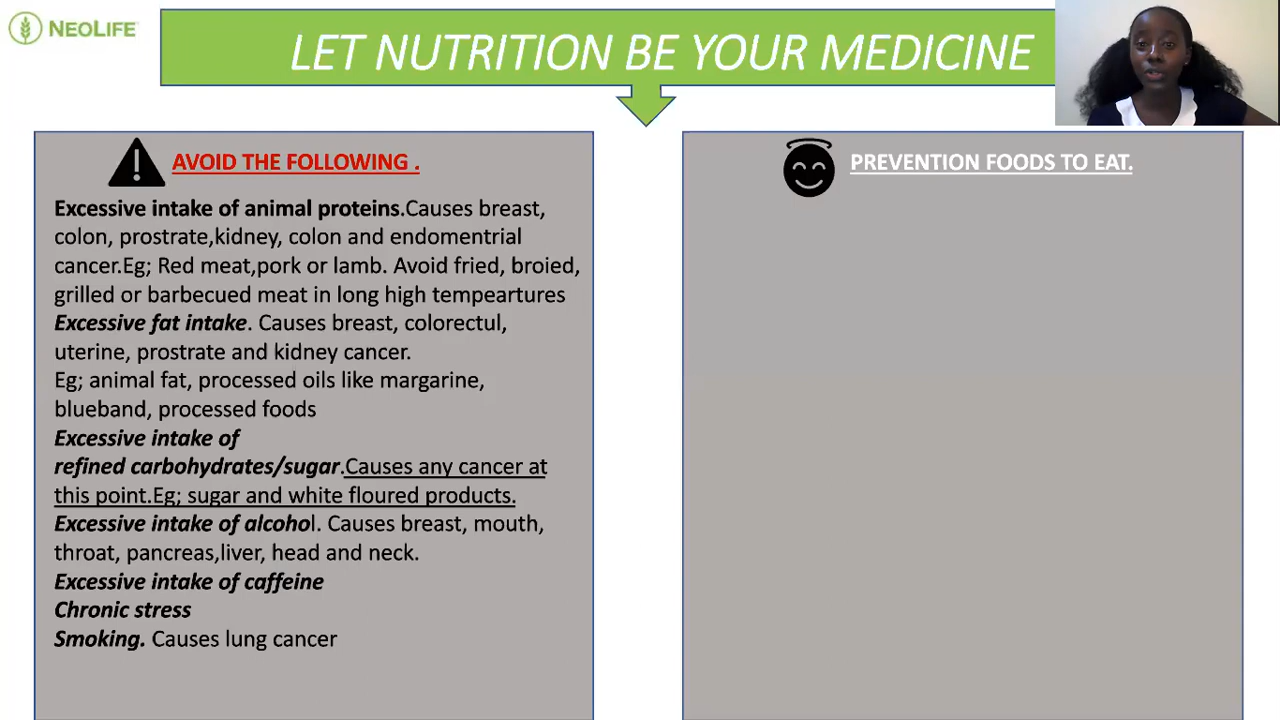 NEOLIFE
LET NUTRITION BE YOUR MEDICINE
AVOID THE FOLLOWING .
Excessive intake of animal proteins.Causes breast,
colon, prostrate,kidney, colon and endomentrial
cancer.Eg; Red meat,pork or lamb. Avoid fried, broied,
grilled or barbecued meat in long high tempeartures
Excessive fat intake. Causes breast, colorectul,
uterine, prostrate and kidney cancer.
Eg; animal fat, processed oils like margarine,
blueband, processed foods
Excessive intake of
refined carbohydrates/sugar.Causes any cancer at
this point.Eg; sugar and white floured products.
Excessive intake of alcohol. Causes breast, mouth,
throat, pancreas,liver, head and neck.
Excessive intake of caffeine
Chronic stress
Smoking. Causes lung cancer
PREVENTION FOODS TO EAT.